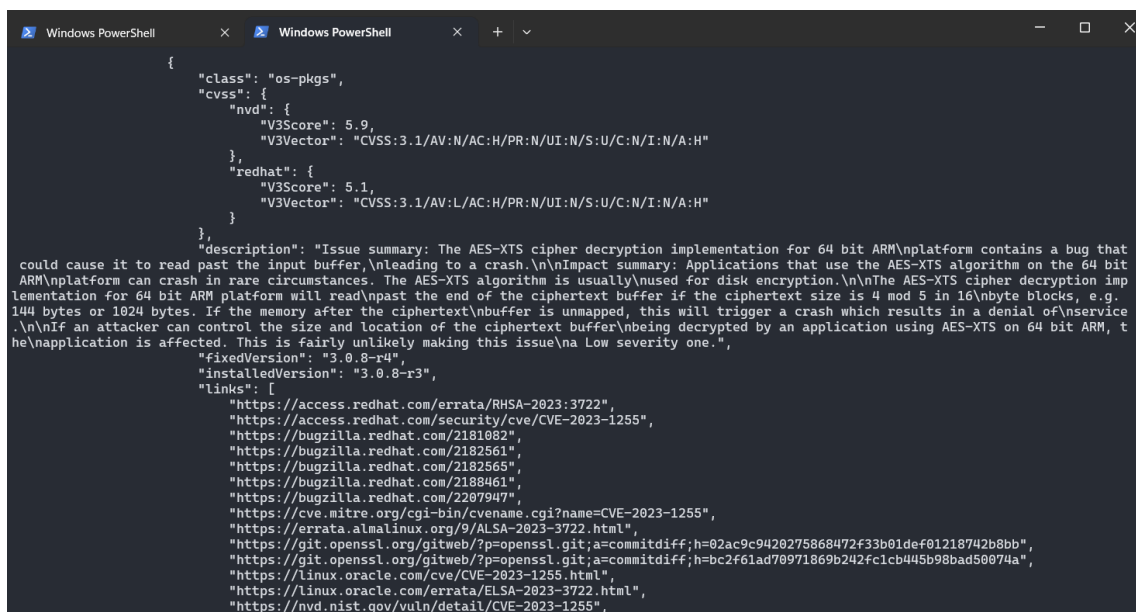 Windows PowerShell
Windows PowerShell
{
"class": "os-pkgs",
"cvss": {
"nvd": {
"V3Score": 5.9,
"V3Vector": "CVSS:3.1/AV:N/AC:H/PR:N/UI:N/S:U/C:N/I:N/A:H"
},
"redhat": {
"V3Score": 5.1,
"V3Vector": "CVSS:3.1/AV:L/AC:H/PR:N/UI:N/S:U/C:N/I:N/A:H"
}
},
"description": "Issue summary: The AES-XTS cipher decryption implementation for 64 bit ARM\nplatform contains a bug that
could cause it to read past the input buffer,\nleading to a crash.\n\nImpact summary: Applications that use the AES-XTS algorithm on the 64 bit
ARM\nplatform can crash in rare circumstances. The AES-XTS algorithm is usually\nused for disk encryption.\n\nThe AES-XTS cipher decryption imp
lementation for 64 bit ARM platform will read\npast the end of the ciphertext buffer if the ciphertext size is 4 mod 5 in 16\nbyte blocks, e.g.
144 bytes or 1024 bytes. If the memory after the ciphertext\nbuffer is unmapped, this will trigger a crash which results in a denial of\nservice
.\n\nIf an attacker can control the size and location of the ciphertext buffer\nbeing decrypted by an application using AES-XTS on 64 bit ARM, t
he\napplication is affected. This is fairly unlikely making this issue\na Low severity one.",
"fixedVersion": "3.0.8-r4",
"installedVersion": "3.0.8-r3",
"links": [
"https://access.redhat.com/errata/RHSA-2023:3722",
"https://access.redhat.com/security/cve/CVE-2023-1255",
"https://bugzilla.redhat.com/2181082",
"https://bugzilla.redhat.com/2182561",
"https://bugzilla.redhat.com/2182565",
"https://bugzilla.redhat.com/2188461",
"https://bugzilla.redhat.com/2207947",
"https://cve.mitre.org/cgi-bin/cvename.cgi?name=CVE-2023-1255",
"https://errata.almalinux.org/9/ALSA-2023-3722.html",
"https://git.openssl.org/gitweb/?p=openssl.git;a=commitdiff;h=02ac9c9420275868472f33b01def01218742b8bb",
"https://git.openssl.org/gitweb/?p=openssl.git;a=commitdiff;h=bc2f61ad70971869b242fc1cb445b98bad50074a",
"https://linux.oracle.com/cve/CVE-2023-1255.html",
"https://linux.oracle.com/errata/ELSA-2023-3722.html",
"https://nvd.nist.gov/vuln/detail/CVE-2023-1255",